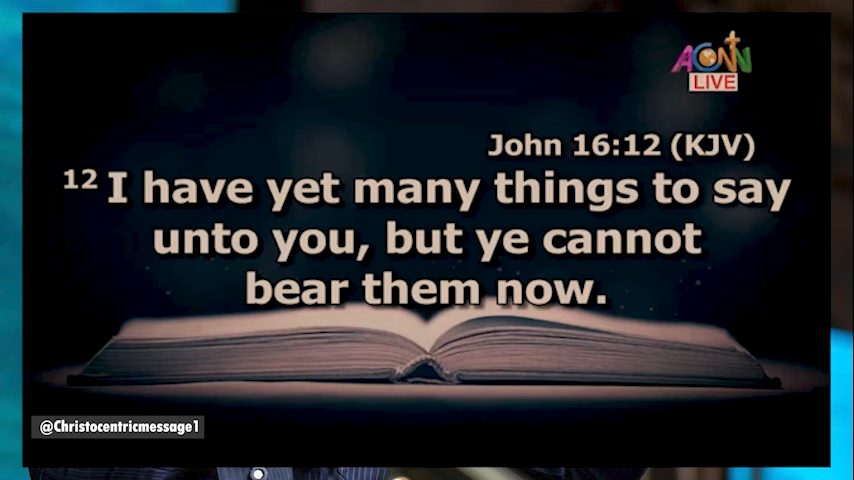 ACNN
LIVE
John 16:12 (KJV)
12 I have yet many things to say
unto you, but ye cannot
bear them now.
@Christocentricmessage1